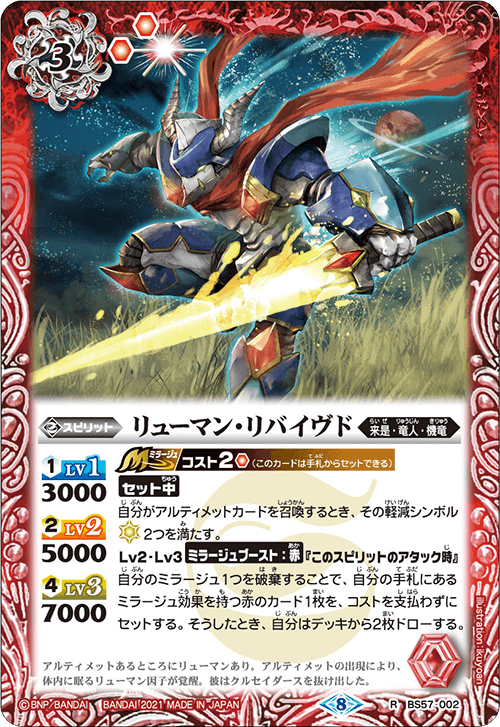 3
スピリット リューマン・リバイヴド 来是・竜人・機竜
らいぜ りゅうじん きりゅう
M ミラージュ コスト2 (このカードは手札からセットできる)
セット中
1 LV1
3000
自分がアルティメットカードを召喚するとき、その軽減シンボル
2つを満たす。
2 LV2
5000
Lv2・Lv3 ミラージュブースト:赤 『このスピリットのアタック時』
自分のミラージュ1つを破棄することで、自分の手札にある
4 LV3
7000
ミラージュ効果を持つ赤のカード1枚を、コストを支払わずに
セットする。そうしたとき、自分はデッキから2枚ドローする。
アルティメットあるところにリューマンあり。アルティメットの出現により、
体内に眠るリューマン因子が覚醒。彼はクルセイダースを抜け出した。
illustration: ikuyoan
©BNP/BANDAI BANDAI 2021 MADE IN JAPAN 8 R BS57-002